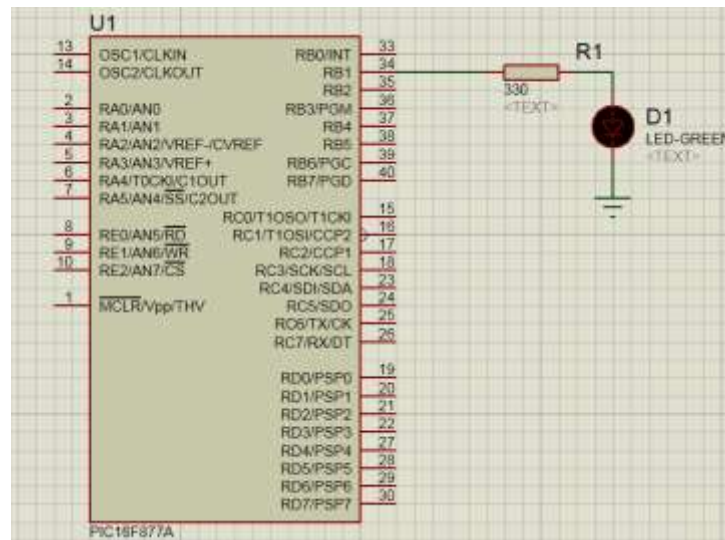 U1
13 OSC1/CLKIN RB0/INT 33
14 OSC2/CLKOUT RB1 34
RB2 35
2 RA0/AN0 RB3/PGM 36
3 RA1/AN1 RB4 37
4 RA2/AN2/VREF-/CVREF RB5 38
5 RA3/AN3/VREF+ RB6/PGC 39
6 RA4/T0CKI/C1OUT RB7/PGD 40
7 RA5/AN4/SS/C2OUT
RC0/T1OSO/T1CKI 15
8 RE0/AN5/RD RC1/T1OSI/CCP2 16
9 RE1/AN6/WR RC2/CCP1 17
10 RE2/AN7/CS RC3/SCK/SCL 18
RC4/SDI/SDA 23
1 MCLR/Vpp/THV RC5/SDO 24
RC6/TX/CK 25
RC7/RX/DT 26
RD0/PSP0 19
RD1/PSP1 20
RD2/PSP2 21
RD3/PSP3 22
RD4/PSP4 27
RD5/PSP5 28
RD6/PSP6 29
RD7/PSP7 30
PIC16F877A
R1
330
<TEXT>
D1
LED-GREEN
<TEXT>